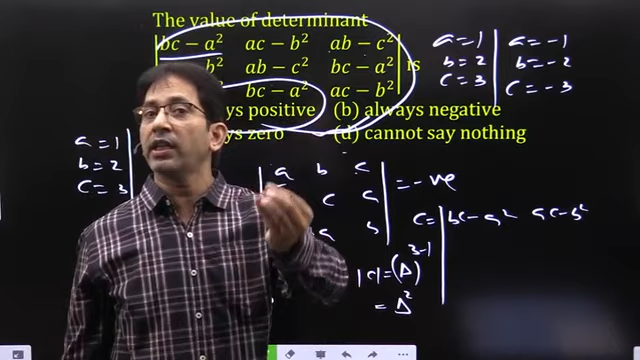 The value of determinant
bc − a² ac − b² ab − c²
b² ab − c² bc − a² is
bc − a² ac − b²
ys positive (b) always negative
ys zero (d) cannot say nothing
a=1
b=2
c=3
a=-1
b=-2
c=-3
a=1
b=2
c=3
a b c
c a = -ve
a b
|c| = (Δ)³⁻¹
= Δ²
c = | bc-a² ac-b²